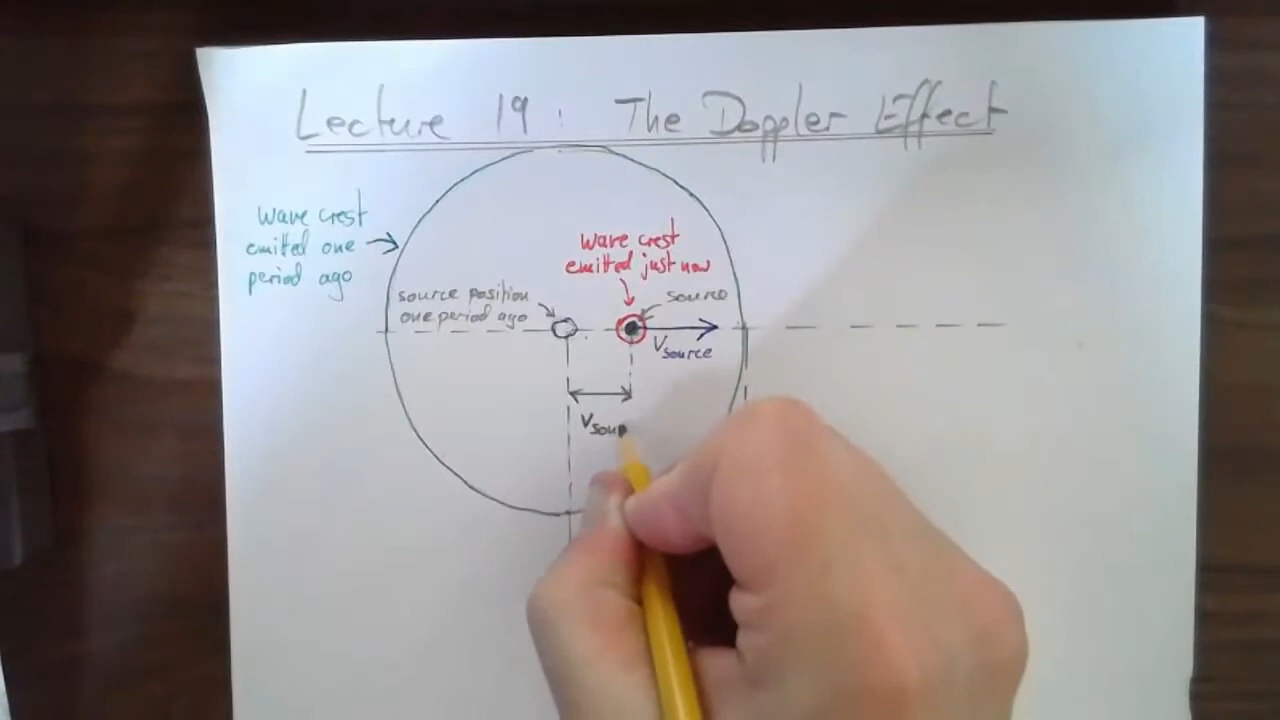 Lecture 19: The Doppler Effect
wave crest
emitted one
period ago
wave crest
emitted just now
source position
one period ago
source
Vsource
Vsour